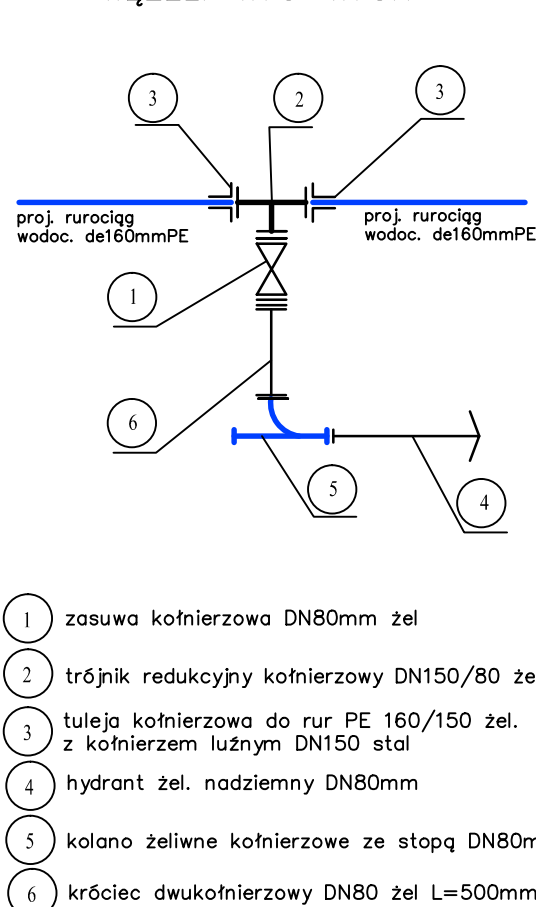 3
2
3
proj. rurociąg
wodoc. de160mmPE
proj. rurociąg
wodoc. de160mmPE
1
6
5
4
1 zasuwa kołnierzowa DN80mm żel
2 trójnik redukcyjny kołnierzowy DN150/80 że
3 tuleja kołnierzowa do rur PE 160/150 żel.
z kołnierzem luźnym DN150 stal
4 hydrant żel. nadziemny DN80mm
5 kolano żeliwne kołnierzowe ze stopą DN80m
6 króciec dwukołnierzowy DN80 żel L=500mm